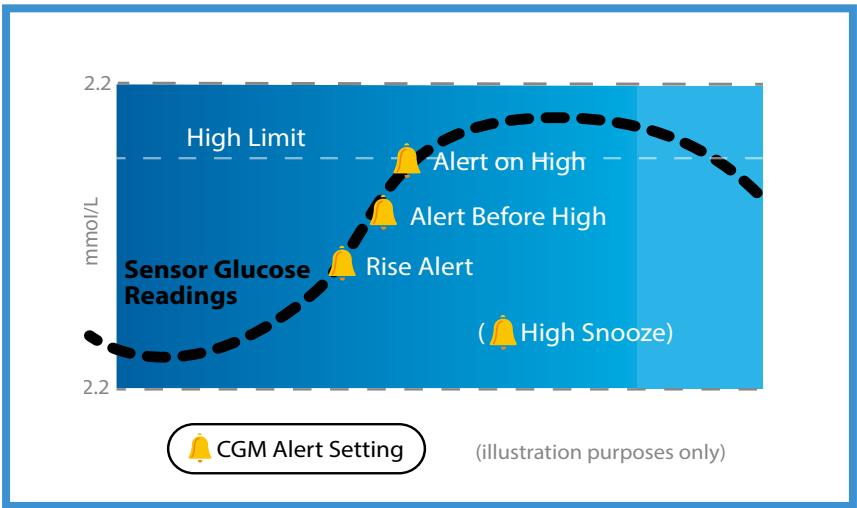 2.2
High Limit
Alert on High
mmol/L
Alert Before High
Sensor Glucose
Readings
Rise Alert
( High Snooze)
2.2
CGM Alert Setting
(illustration purposes only)